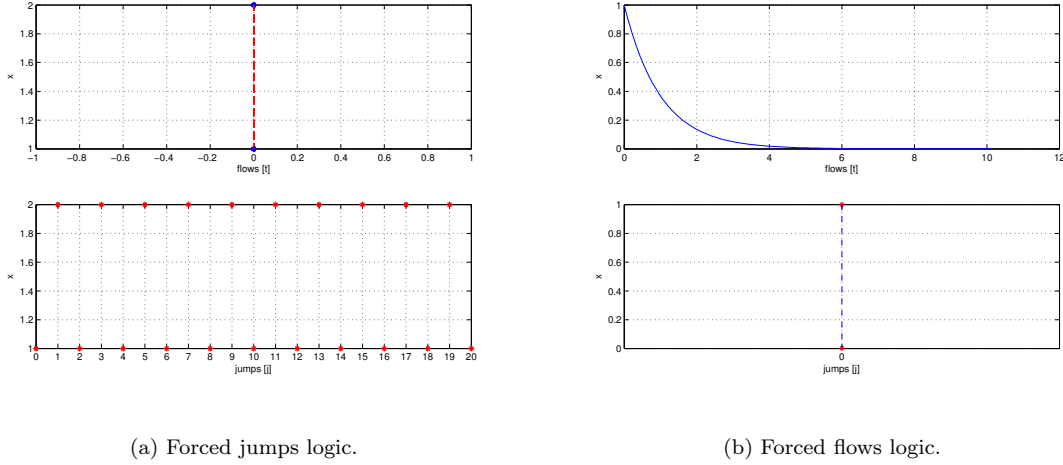 2
1.8
1.6
1.4
1.2
1
x
−1 −0.8 −0.6 −0.4 −0.2 0 0.2 0.4 0.6 0.8 1
flows [t]
2
1.8
1.6
1.4
1.2
1
x
0 1 2 3 4 5 6 7 8 9 10 11 12 13 14 15 16 17 18 19 20
jumps [j]
(a) Forced jumps logic.
1
0.8
0.6
0.4
0.2
0
x
0 2 4 6 8 10 12
flows [t]
1
0.8
0.6
0.4
0.2
0
x
0
jumps [j]
(b) Forced flows logic.